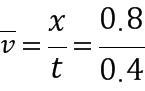 v̅ = x/t = 0.8/0.4